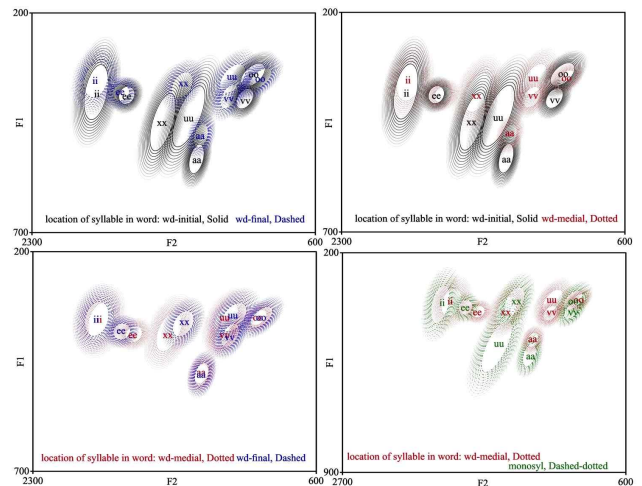 200
ii
ii
ee
ee
xx
xx
uu
uu
oo
oo
vv
vv
aa
aa
F1
location of syllable in word: wd-initial, Solid wd-final, Dashed
700
2300 F2 600
200
ii
ii
ee
xx
xx
uu
uu
oo
vv
vv
aa
aa
F1
location of syllable in word: wd-initial, Solid wd-medial, Dotted
700
2300 F2 600
200
ee
ee
xx
xx
uu
uu
vv
aa
F1
location of syllable in word: wd-medial, Dotted wd-final, Dashed
700
2300 F2 600
200
ii
ii
ee
ee
xx
xx
uu
uu
oo
vv
vv
aa
aa
F1
location of syllable in word: wd-medial, Dotted
monosyl, Dashed-dotted
900
2700 F2 600